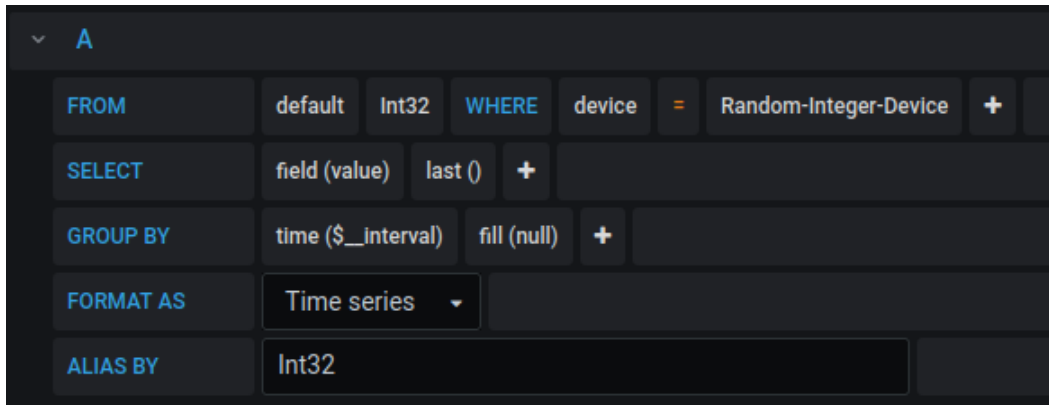 A
FROM default Int32 WHERE device = Random-Integer-Device +
SELECT field (value) last () +
GROUP BY time ($__interval) fill (null) +
FORMAT AS Time series
ALIAS BY Int32